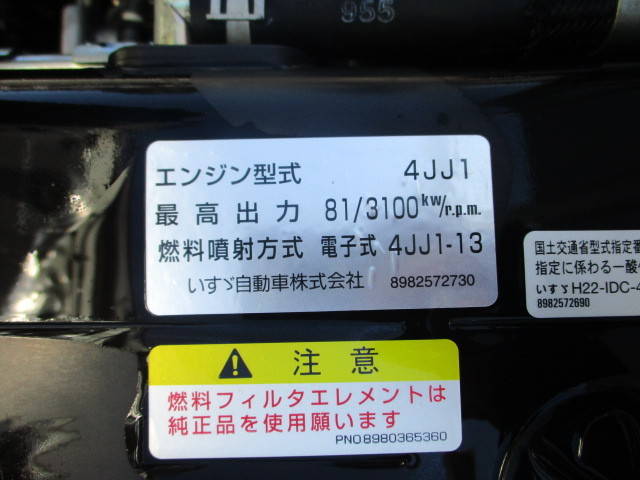 955
エンジン型式 4JJ1
最高出力 81/3100 kW/r.p.m.
燃料噴射方式 電子式 4JJ1-13
いすゞ自動車株式会社 8982572730
国土交通省型式指定番
指定に係わる一酸
いすゞH22-IDC-4
8982572690
注意
燃料フィルタエレメントは
純正品を使用願います
PNO8980365360